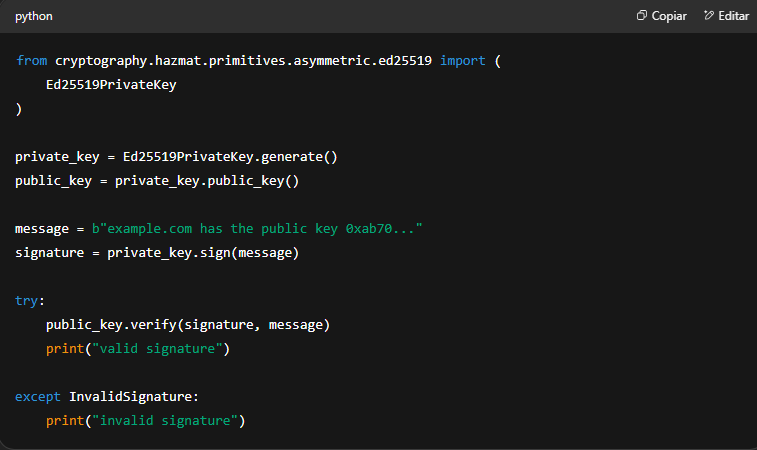 python
Copiar
Editar
from cryptography.hazmat.primitives.asymmetric.ed25519 import (
    Ed25519PrivateKey
)
private_key = Ed25519PrivateKey.generate()
public_key = private_key.public_key()
message = b"example.com has the public key 0xab70..."
signature = private_key.sign(message)
try:
    public_key.verify(signature, message)
    print("valid signature")
except InvalidSignature:
    print("invalid signature")